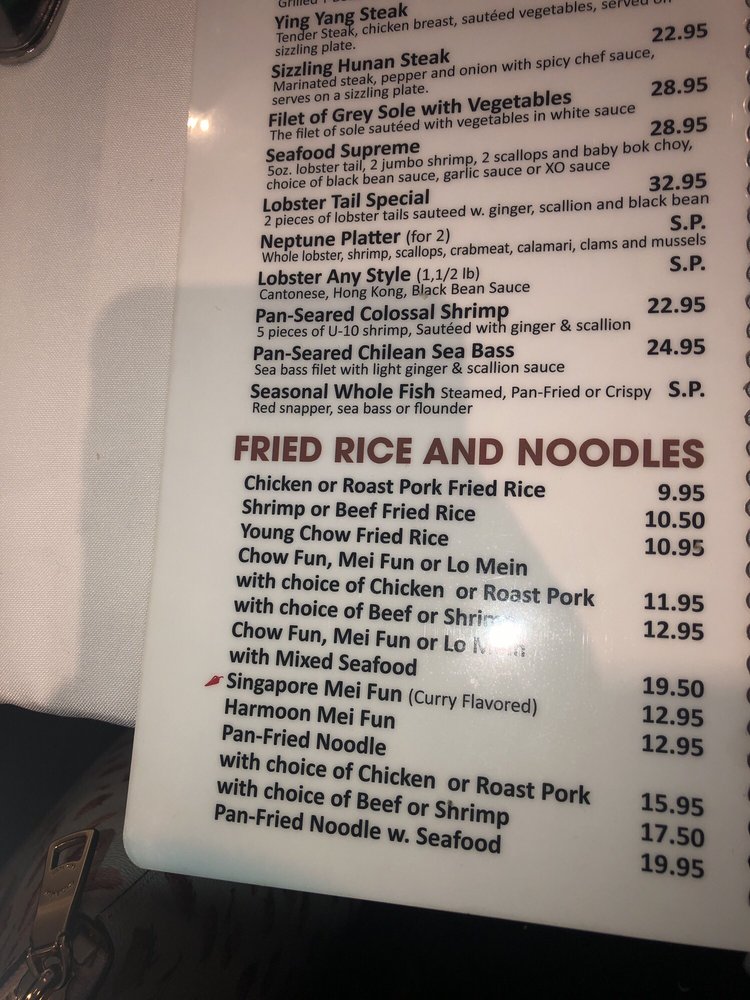 Grilled
Ying Yang Steak
Tender Steak, chicken breast, sautéed vegetables, served on
sizzling plate.
Sizzling Hunan Steak 22.95
Marinated steak, pepper and onion with spicy chef sauce,
serves on a sizzling plate.
Filet of Grey Sole with Vegetables 28.95
The filet of sole sautéed with vegetables in white sauce
Seafood Supreme 28.95
5oz. lobster tail, 2 jumbo shrimp, 2 scallops and baby bok choy,
choice of black bean sauce, garlic sauce or XO sauce
Lobster Tail Special 32.95
2 pieces of lobster tails sauteed w. ginger, scallion and black bean
Neptune Platter (for 2) S.P.
Whole lobster, shrimp, scallops, crabmeat, calamari, clams and mussels
Lobster Any Style (1,1/2 lb) S.P.
Cantonese, Hong Kong, Black Bean Sauce
Pan-Seared Colossal Shrimp 22.95
5 pieces of U-10 shrimp, Sautéed with ginger & scallion
Pan-Seared Chilean Sea Bass 24.95
Sea bass filet with light ginger & scallion sauce
Seasonal Whole Fish Steamed, Pan-Fried or Crispy S.P.
Red snapper, sea bass or flounder
FRIED RICE AND NOODLES
Chicken or Roast Pork Fried Rice 9.95
Shrimp or Beef Fried Rice 10.50
Young Chow Fried Rice 10.95
Chow Fun, Mei Fun or Lo Mein
with choice of Chicken or Roast Pork 11.95
with choice of Beef or Shrimp 12.95
Chow Fun, Mei Fun or Lo Mein
with Mixed Seafood 19.50
Singapore Mei Fun (Curry Flavored) 12.95
Harmoon Mei Fun 12.95
Pan-Fried Noodle
with choice of Chicken or Roast Pork 15.95
with choice of Beef or Shrimp 17.50
Pan-Fried Noodle w. Seafood 19.95